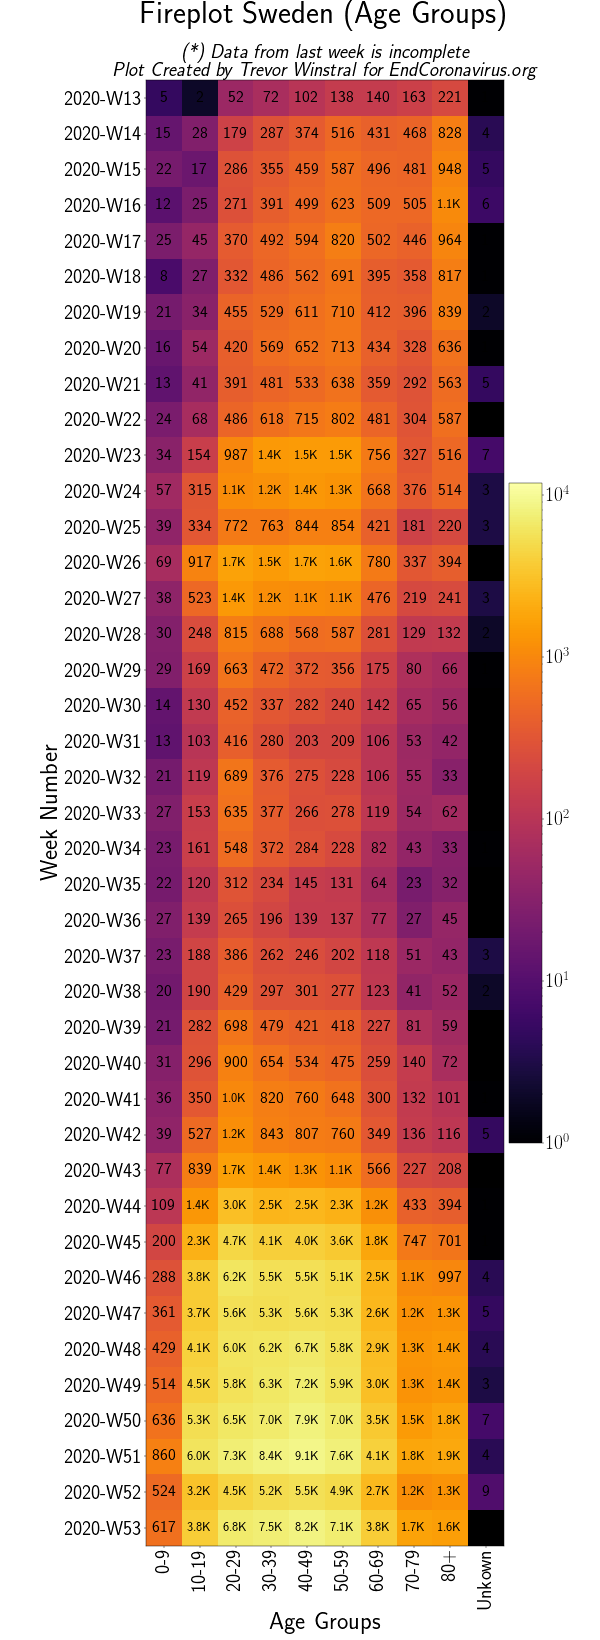 Fireplot Sweden (Age Groups)
(*) Data from last week is incomplete
Plot Created by Trevor Winstral for EndCoronavirus.org
2020-W13 5 2 52 72 102 138 140 163 221
2020-W14 15 28 179 287 374 516 431 468 828 4
2020-W15 22 17 286 355 459 587 496 481 948 5
2020-W16 12 25 271 391 499 623 509 505 1.1K 6
2020-W17 25 45 370 492 594 820 502 446 964
2020-W18 8 27 332 486 562 691 395 358 817
2020-W19 21 34 455 529 611 710 412 396 839 2
2020-W20 16 54 420 569 652 713 434 328 636
2020-W21 13 41 391 481 533 638 359 292 563 5
2020-W22 24 68 486 618 715 802 481 304 587
2020-W23 34 154 987 1.4K 1.5K 1.5K 756 327 516 7
2020-W24 57 315 1.1K 1.2K 1.4K 1.3K 668 376 514 3
2020-W25 39 334 772 763 844 854 421 181 220 3
2020-W26 69 917 1.7K 1.5K 1.7K 1.6K 780 337 394
2020-W27 38 523 1.4K 1.2K 1.1K 1.1K 476 219 241 3
2020-W28 30 248 815 688 568 587 281 129 132 2
2020-W29 29 169 663 472 372 356 175 80 66
2020-W30 14 130 452 337 282 240 142 65 56
2020-W31 13 103 416 280 203 209 106 53 42
2020-W32 21 119 689 376 275 228 106 55 33
2020-W33 27 153 635 377 266 278 119 54 62
2020-W34 23 161 548 372 284 228 82 43 33
2020-W35 22 120 312 234 145 131 64 23 32
2020-W36 27 139 265 196 139 137 77 27 45
2020-W37 23 188 386 262 246 202 118 51 43 3
2020-W38 20 190 429 297 301 277 123 41 52 2
2020-W39 21 282 698 479 421 418 227 81 59
2020-W40 31 296 900 654 534 475 259 140 72
2020-W41 36 350 1.0K 820 760 648 300 132 101
2020-W42 39 527 1.2K 843 807 760 349 136 116 5
2020-W43 77 839 1.7K 1.4K 1.3K 1.1K 566 227 208
2020-W44 109 1.4K 3.0K 2.5K 2.5K 2.3K 1.2K 433 394
2020-W45 200 2.3K 4.7K 4.1K 4.0K 3.6K 1.8K 747 701
2020-W46 288 3.8K 6.2K 5.5K 5.5K 5.1K 2.5K 1.1K 997 4
2020-W47 361 3.7K 5.6K 5.3K 5.6K 5.3K 2.6K 1.2K 1.3K 5
2020-W48 429 4.1K 6.0K 6.2K 6.7K 5.8K 2.9K 1.3K 1.4K 4
2020-W49 514 4.5K 5.8K 6.3K 7.2K 5.9K 3.0K 1.3K 1.4K 3
2020-W50 636 5.3K 6.5K 7.0K 7.9K 7.0K 3.5K 1.5K 1.8K 7
2020-W51 860 6.0K 7.3K 8.4K 9.1K 7.6K 4.1K 1.8K 1.9K 4
2020-W52 524 3.2K 4.5K 5.2K 5.5K 4.9K 2.7K 1.2K 1.3K 9
2020-W53 617 3.8K 6.8K 7.5K 8.2K 7.1K 3.8K 1.7K 1.6K
0-9 10-19 20-29 30-39 40-49 50-59 60-69 70-79 80+ Unkown
Age Groups
Week Number
10^4
10^3
10^2
10^1
10^0